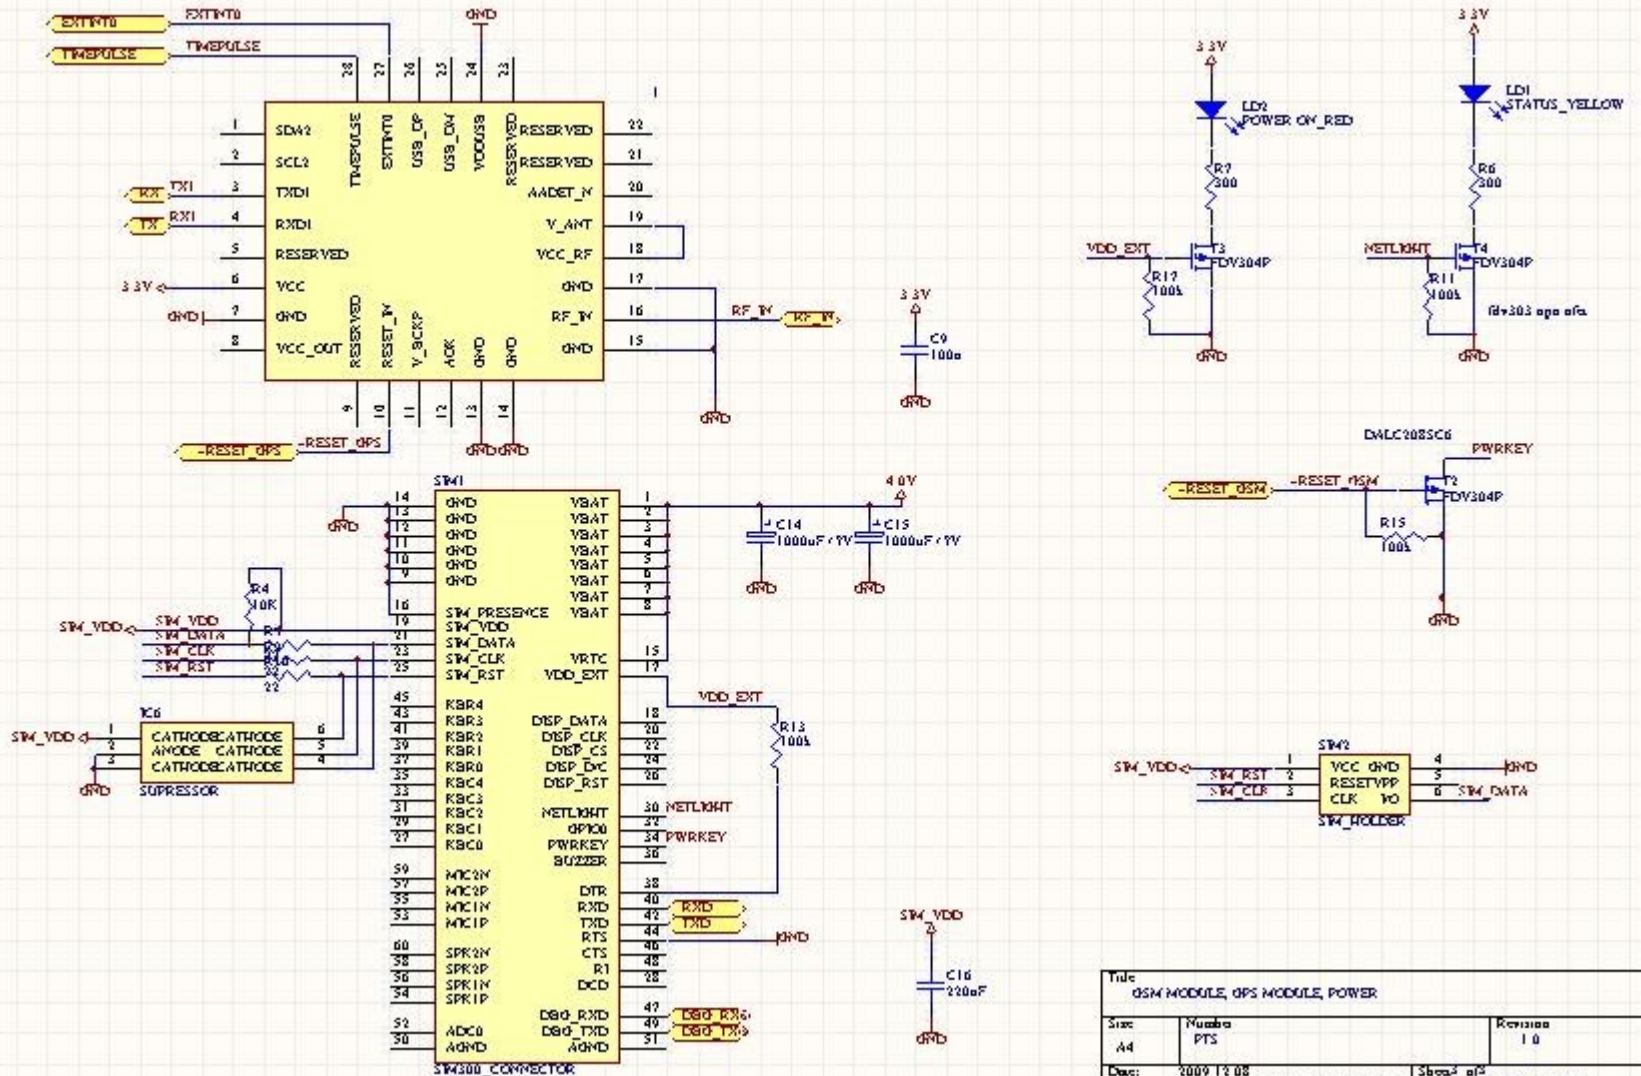 EXTINT0 EXTINT0
TIMEPULSE TIMEPULSE
GND
28 27 26 25 24 23
TIMEPULSE EXTINT0 USB_DP USB_DM VDDUSB RESERVED
1
1 SDA2
2 SCL2
RX TX1 3 TXD1
TX RX1 4 RXD1
5 RESERVED
3.3V 6 VCC
GND 7 GND
8 VCC_OUT
RESERVED 22
RESERVED 21
AADET_N 20
V_ANT 19
VCC_RF 18
GND 17
RF_IN 16 RF_IN RF_IN
GND 15
GND
RESERVED RESET_IN V_BCKP AOK GND GND
9 10 11 12 13 14
-RESET_GPS -RESET_GPS
GND GND
3.3V
C9
100n
GND
3.3V
LD2
POWER ON_RED
R7
300
VDD_EXT
T3
FDV304P
R12
100k
GND
3.3V
LD1
STATUS_YELLOW
R6
300
NETLIGHT
T4
FDV304P
R11
100k
GND
DALC208SC6
PWRKEY
-RESET_GSM -RESET_GSM
T2
FDV304P
R15
100k
GND
SIM1
GND
14 GND
13 GND
12 GND
11 GND
10 GND
9 GND
16 SIM_PRESENCE
19 SIM_VDD
21 SIM_DATA
23 SIM_CLK
25 SIM_RST
45 KBR4
43 KBR3
41 KBR2
39 KBR1
37 KBR0
35 KBC4
33 KBC3
31 KBC2
29 KBC1
27 KBC0
59 MIC2N
57 MIC2P
55 MIC1N
53 MIC1P
60 SPK2N
58 SPK2P
56 SPK1N
54 SPK1P
52 ADC0
50 AGND
VBAT 1
VBAT 2
VBAT 3
VBAT 4
VBAT 5
VBAT 6
VBAT 7
VBAT 8
VRTC 15
VDD_EXT 17
DISP_DATA 18
DISP_CLK 20
DISP_CS 22
DISP_D/C 24
DISP_RST 26
NETLIGHT 30 NETLIGHT
GPIO0 32
PWRKEY 34 PWRKEY
BUZZER 36
DTR 38
RXD 40 RXD
TXD 42 TXD
RTS 44 GND
CTS 46
RI 48
DCD 28
DBG_RXD 47
DBG_TXD 49
AGND 51
SIM300_CONNECTOR
4.0V
C14
C15
GND GND
VDD_EXT
R13
100k
R4
10K
SIM_VDD SIM_VDD
SIM_DATA
SIM_CLK
SIM_RST
22
IC6
SIM_VDD 1 CATHODE CATHODE 6
2 ANODE CATHODE 5
3 CATHODE CATHODE 4
GND
SUPRESSOR
SIM2
SIM_VDD 1 VCC GND 4 GND
SIM_RST 2 RESET VPP 5
SIM_CLK 3 CLK I/O 6 SIM_DATA
SIM_HOLDER
SIM_VDD
C16
220nF
GND
Title
GSM MODULE, GPS MODULE, POWER
Size Number Revision
A4 PTS 1.0
Date: 2009.12.08